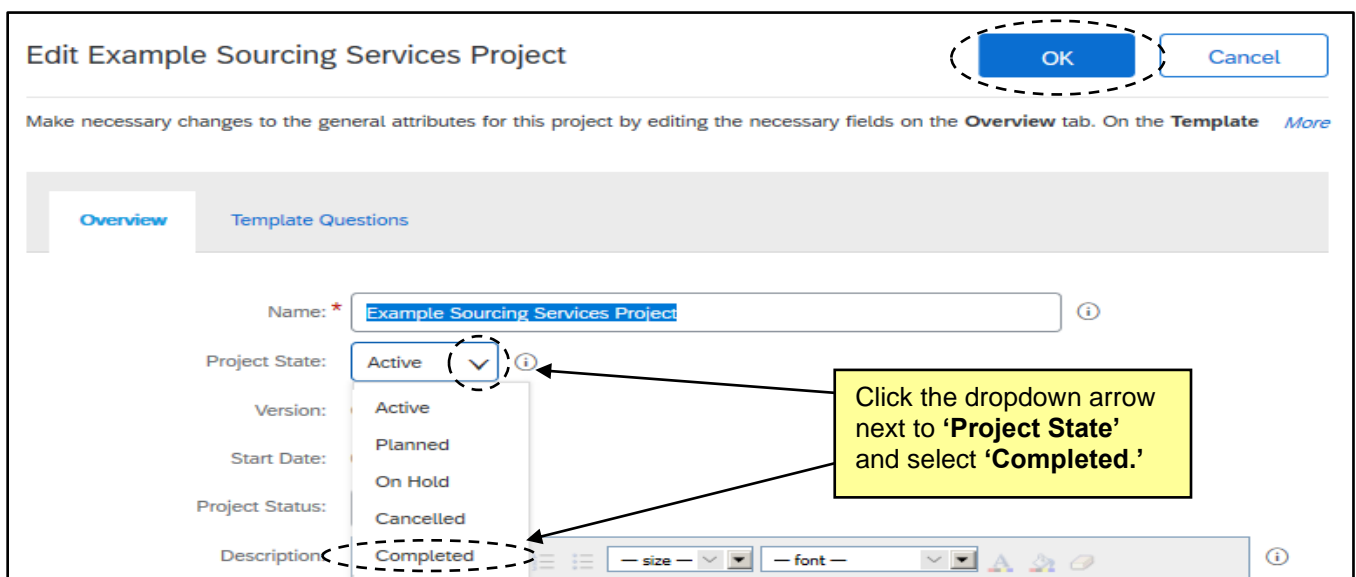 Edit Example Sourcing Services Project
OK
Cancel
Make necessary changes to the general attributes for this project by editing the necessary fields on the Overview tab. On the Template More
Overview
Template Questions
Name: * Example Sourcing Services Project
Project State: Active
Version:
Active
Start Date:
Planned
On Hold
Project Status:
Cancelled
Description:
Completed
— size —
— font —
A
Click the dropdown arrow
next to ‘Project State’
and select ‘Completed.’